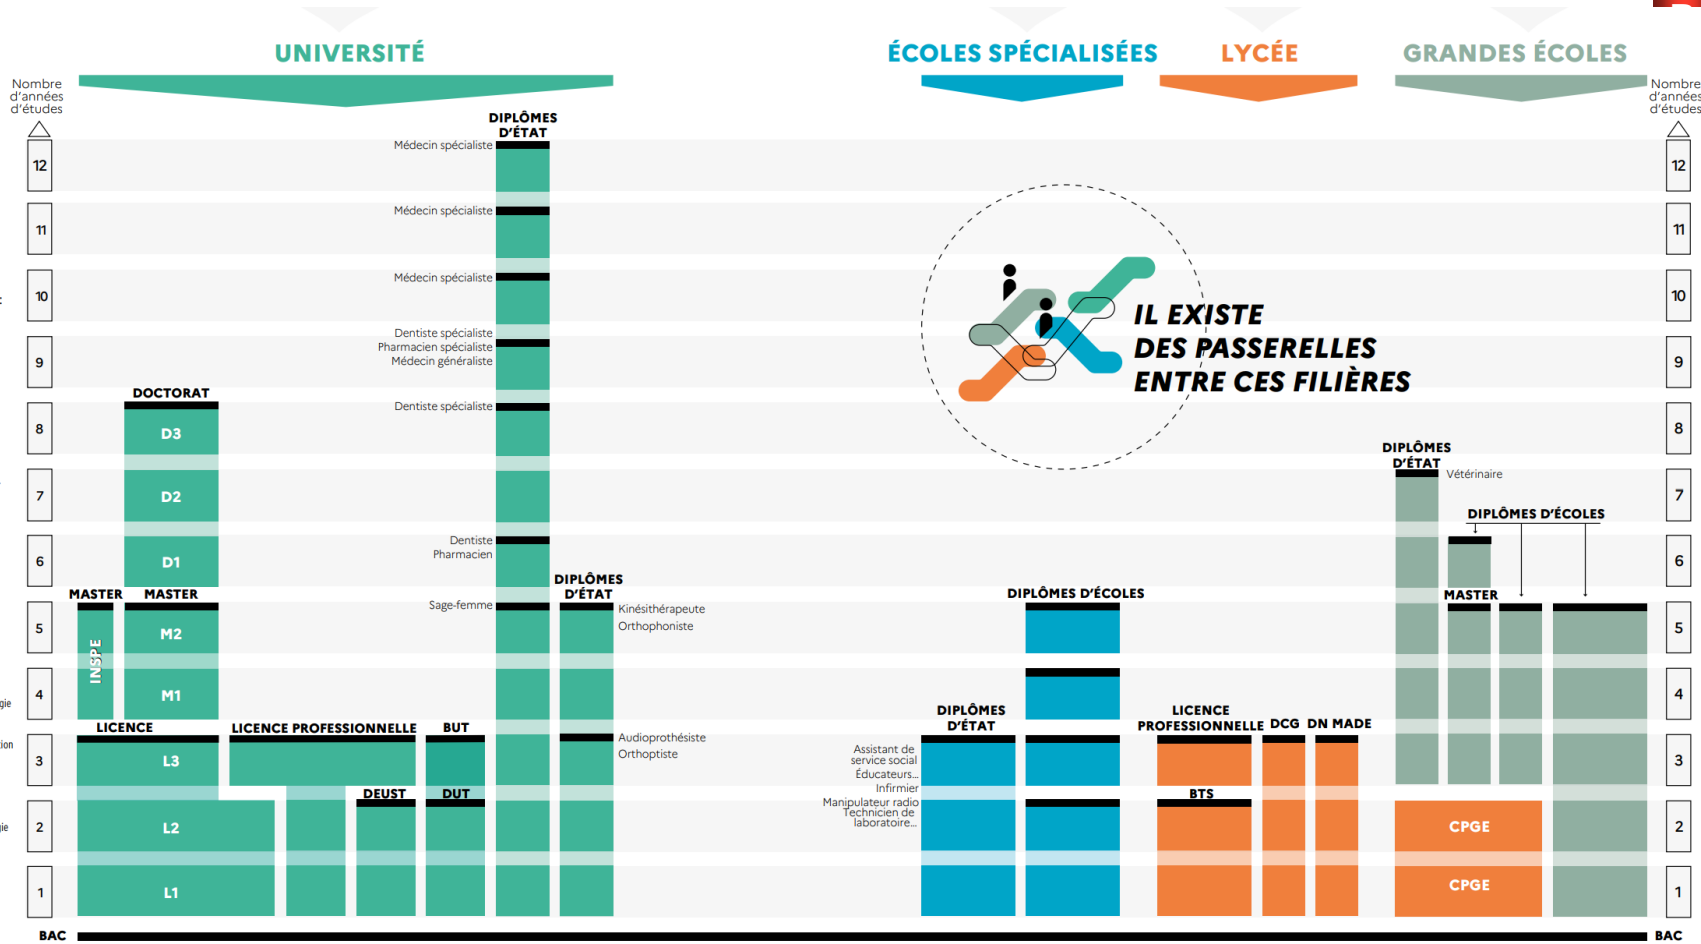 UNIVERSITÉ
ÉCOLES SPÉCIALISÉES
LYCÉE
GRANDES ÉCOLES
Nombre
d'années
d'études
Nombre
d'années
d'études
DIPLÔMES
D'ÉTAT
Médecin spécialiste
12
12
Médecin spécialiste
11
11
Médecin spécialiste
10
10
IL EXISTE
DES PASSERELLES
ENTRE CES FILIÈRES
Dentiste spécialiste
Pharmacien spécialiste
Médecin généraliste
9
9
DOCTORAT
Dentiste spécialiste
8
D3
8
DIPLÔMES
D'ÉTAT
Vétérinaire
7
D2
7
DIPLÔMES D'ÉCOLES
Dentiste
Pharmacien
6
D1
6
DIPLÔMES
D'ÉTAT
MASTER
MASTER
DIPLÔMES D'ÉCOLES
MASTER
Sage-femme
Kinésithérapeute
Orthophoniste
5
M2
5
INSPE
4
M1
4
gie
DIPLÔMES
D'ÉTAT
LICENCE
PROFESSIONNELLE
DCG
DN MADE
LICENCE
LICENCE PROFESSIONNELLE
BUT
Audioprothésiste
Orthoptiste
tion
3
L3
3
Assistant de
service social
Éducateurs...
Infirmier
Manipulateur radio
Technicien de
laboratoire...
DEUST
DUT
BTS
gie
2
L2
CPGE
2
1
L1
CPGE
1
BAC
BAC